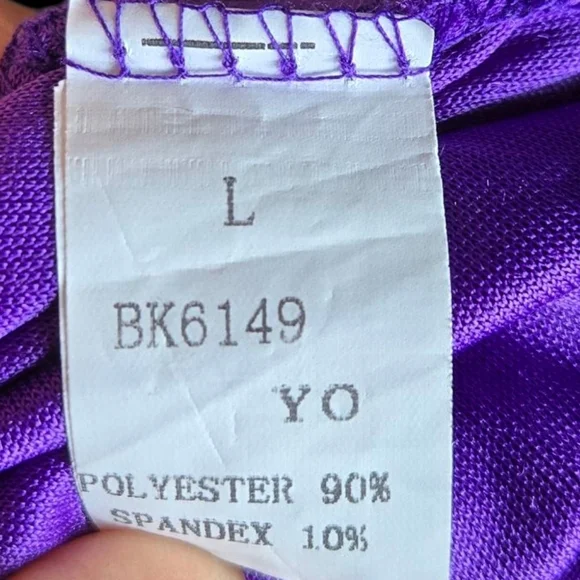 L
BK6149
YO
POLYESTER 90%
SPANDEX 10%